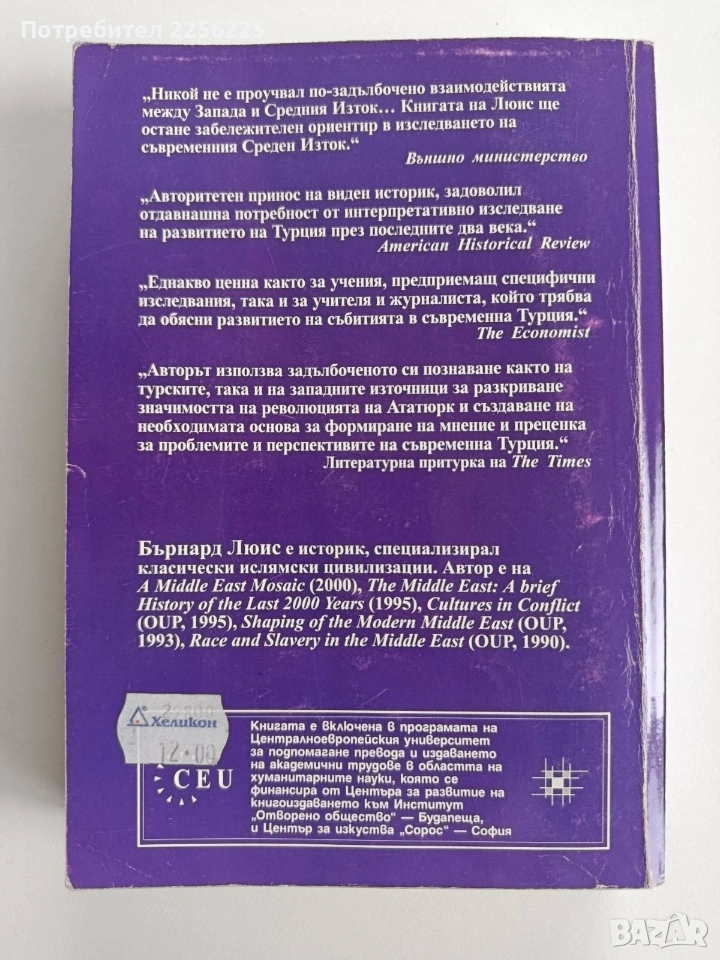 Потребител 2256216
„Никой не е проучвал по-задълбочено взаимодействията
между Запада и Средния Изток... Книгата на Люис ще
остане забележителен ориентир в изследването на
съвременния Среден Изток.“
Външно министерство
„Авторитетен принос на виден историк, задоволил
отдавнашна потребност от интерпретативно изследване
на развитието на Турция през последните два века.“
American Historical Review
„Еднакво ценна както за учения, предприемащ специфични
изследвания, така и за учителя и журналиста, който трябва
да обясни развитието на събитията в съвременна Турция.“
The Economist
„Авторът използва задълбоченото си познаване както на
турските, така и на западните източници за разкриване
значимостта на революцията на Ататюрк и създаване на
необходимата основа за формиране на мнение и преценка
за проблемите и перспективите на съвременна Турция.“
Литературна притурка на The Times
Бърнард Люис е историк, специализирал
класически ислямски цивилизации. Автор е на
A Middle East Mosaic (2000), The Middle East: A brief
History of the Last 2000 Years (1995), Cultures in Conflict
(OUP, 1995), Shaping of the Modern Middle East (OUP,
1993), Race and Slavery in the Middle East (OUP, 1990).
Хеликон
12.00
CEU
Книгата е включена в програмата на
Централноевропейския университет
за подпомагане превода и издаването
на академични трудове в областта на
хуманитарните науки, която се
финансира от Центъра за развитие на
книгоиздаването към Институт
„Отворено общество“ — Будапеща,
и Център за изкуства „Сорос“ — София
BAZAR